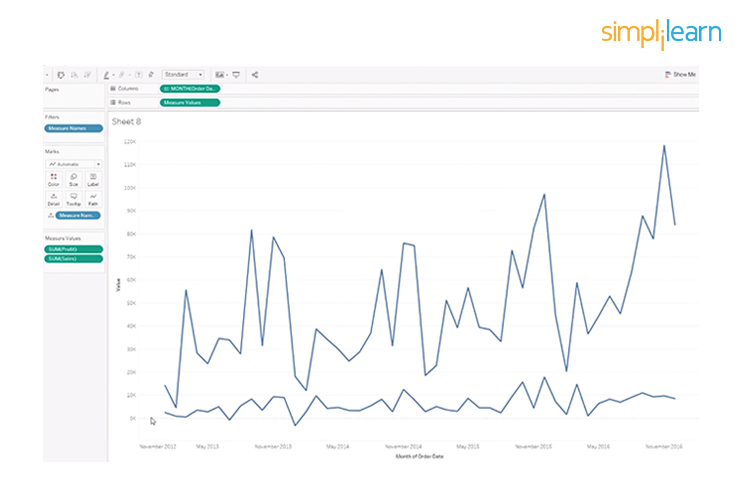 simplilearn
Standard
Show Me
Pages
Columns
MONTH(Order Da..
Rows
Measure Values
Filters
Measure Names
Sheet 8
Marks
Automatic
Color
Size
Label
Detail
Tooltip
Path
Measure Nam..
Measure Values
SUM(Profit)
SUM(Sales)
120K
110K
100K
90K
80K
70K
60K
50K
40K
30K
20K
10K
0K
Value
November 2012
May 2013
November 2013
May 2014
November 2014
May 2015
November 2015
May 2016
November 2016
Month of Order Date